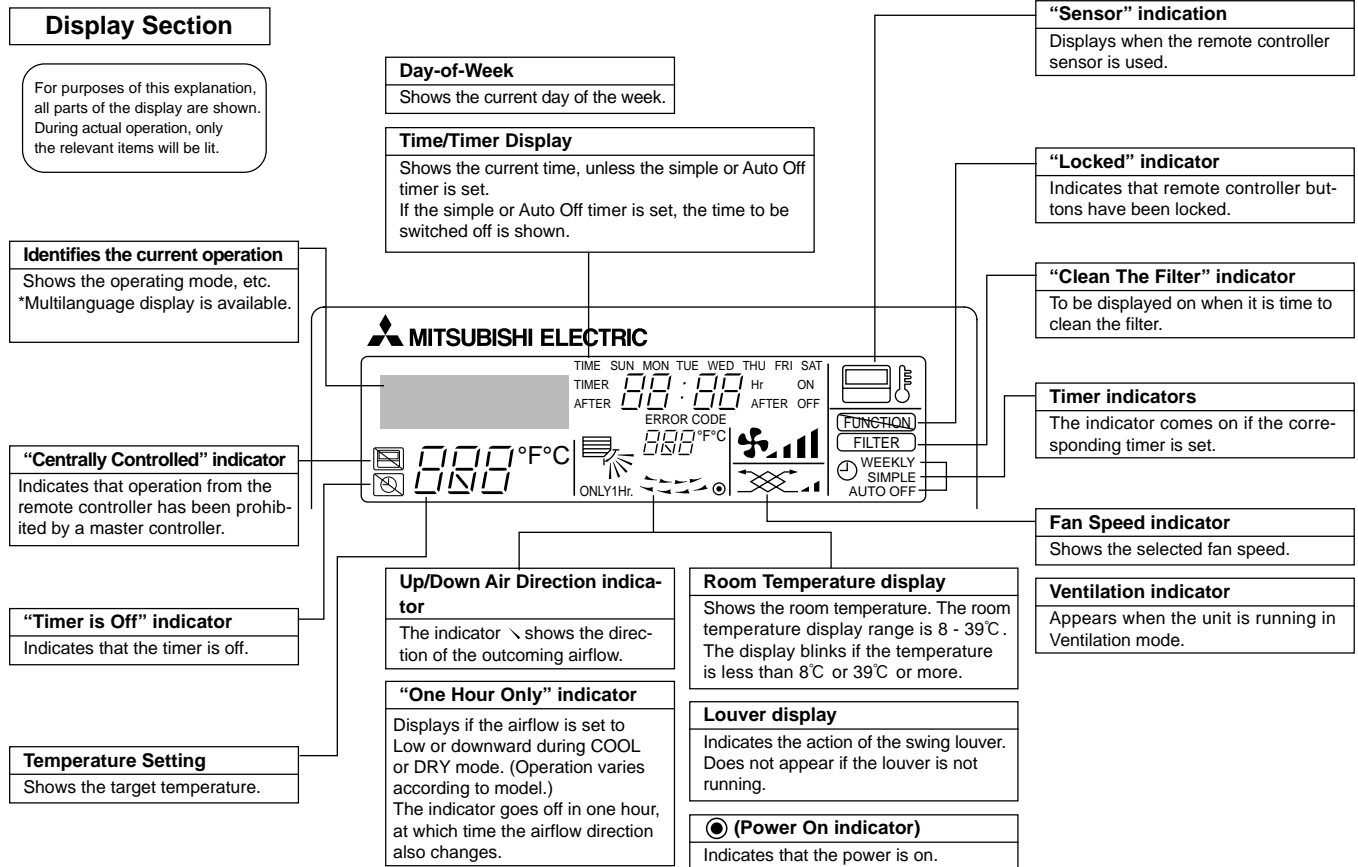 Display Section
For purposes of this explanation,
all parts of the display are shown.
During actual operation, only
the relevant items will be lit.
Day-of-Week
Shows the current day of the week.
Time/Timer Display
Shows the current time, unless the simple or Auto Off
timer is set.
If the simple or Auto Off timer is set, the time to be
switched off is shown.
“Sensor” indication
Displays when the remote controller
sensor is used.
“Locked” indicator
Indicates that remote controller but-
tons have been locked.
“Clean The Filter” indicator
To be displayed on when it is time to
clean the filter.
Timer indicators
The indicator comes on if the corre-
sponding timer is set.
Fan Speed indicator
Shows the selected fan speed.
Ventilation indicator
Appears when the unit is running in
Ventilation mode.
Identifies the current operation
Shows the operating mode, etc.
*Multilanguage display is available.
“Centrally Controlled” indicator
Indicates that operation from the
remote controller has been prohib-
ited by a master controller.
“Timer is Off” indicator
Indicates that the timer is off.
Temperature Setting
Shows the target temperature.
MITSUBISHI ELECTRIC
TIME SUN MON TUE WED THU FRI SAT
TIMER 88:88 Hr ON
AFTER AFTER OFF
ERROR CODE
888 °F°C
FUNCTION
FILTER
888 °F°C
ONLY1Hr.
WEEKLY
SIMPLE
AUTO OFF
Up/Down Air Direction indica-
tor
The indicator ↘ shows the direc-
tion of the outcoming airflow.
“One Hour Only” indicator
Displays if the airflow is set to
Low or downward during COOL
or DRY mode. (Operation varies
according to model.)
The indicator goes off in one hour,
at which time the airflow direction
also changes.
Room Temperature display
Shows the room temperature. The room
temperature display range is 8 - 39℃.
The display blinks if the temperature
is less than 8℃ or 39℃ or more.
Louver display
Indicates the action of the swing louver.
Does not appear if the louver is not
running.
◉ (Power On indicator)
Indicates that the power is on.